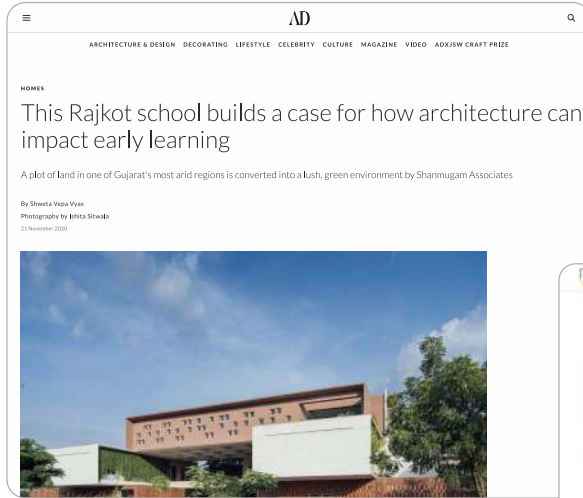 AD
ARCHITECTURE & DESIGN DECORATING LIFESTYLE CELEBRITY CULTURE MAGAZINE VIDEO ADXJSW CRAFT PRIZE
HOMES
This Rajkot school builds a case for how architecture can
impact early learning
A plot of land in one of Gujarat's most arid regions is converted into a lush, green environment by Shanmugam Associates
By Shweta Vepa Vyas
Photography by Ishita Sitwala
21 November 2020